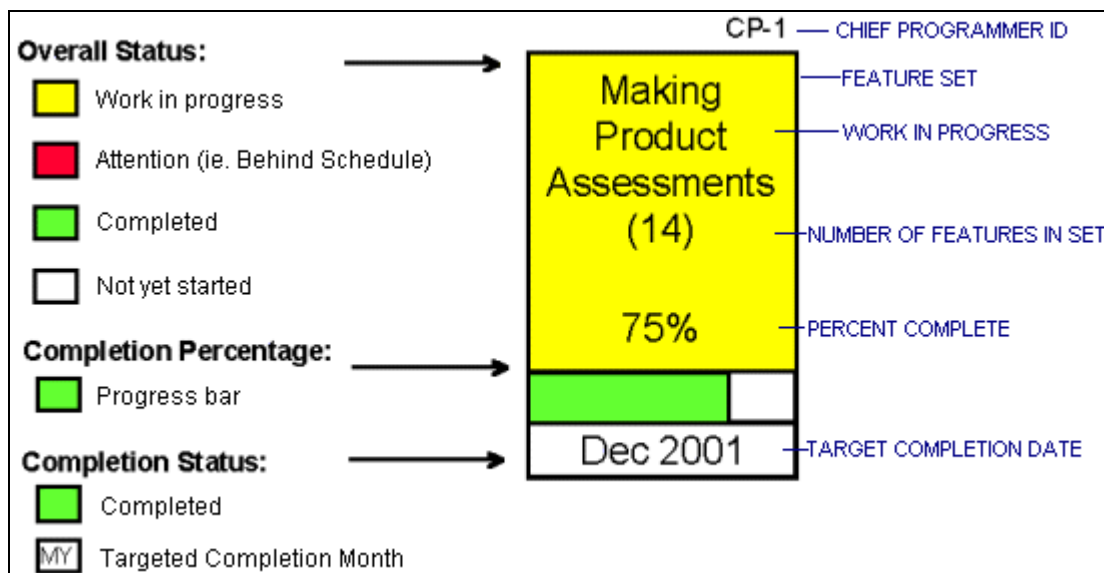 Overall Status:
Work in progress
Attention (ie. Behind Schedule)
Completed
Not yet started
Completion Percentage:
Progress bar
Completion Status:
Completed
MY Targeted Completion Month
CP-1
Making
Product
Assessments
(14)
75%
Dec 2001
CHIEF PROGRAMMER ID
FEATURE SET
WORK IN PROGRESS
NUMBER OF FEATURES IN SET
PERCENT COMPLETE
TARGET COMPLETION DATE